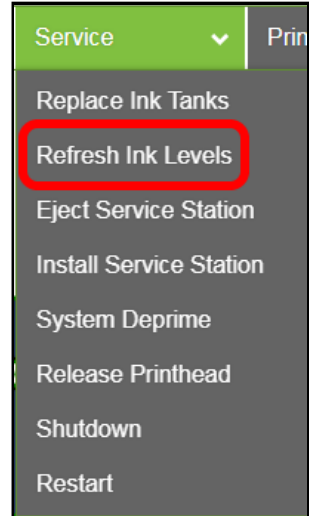 Service
Prin
Replace Ink Tanks
Refresh Ink Levels
Eject Service Station
Install Service Station
System Deprime
Release Printhead
Shutdown
Restart